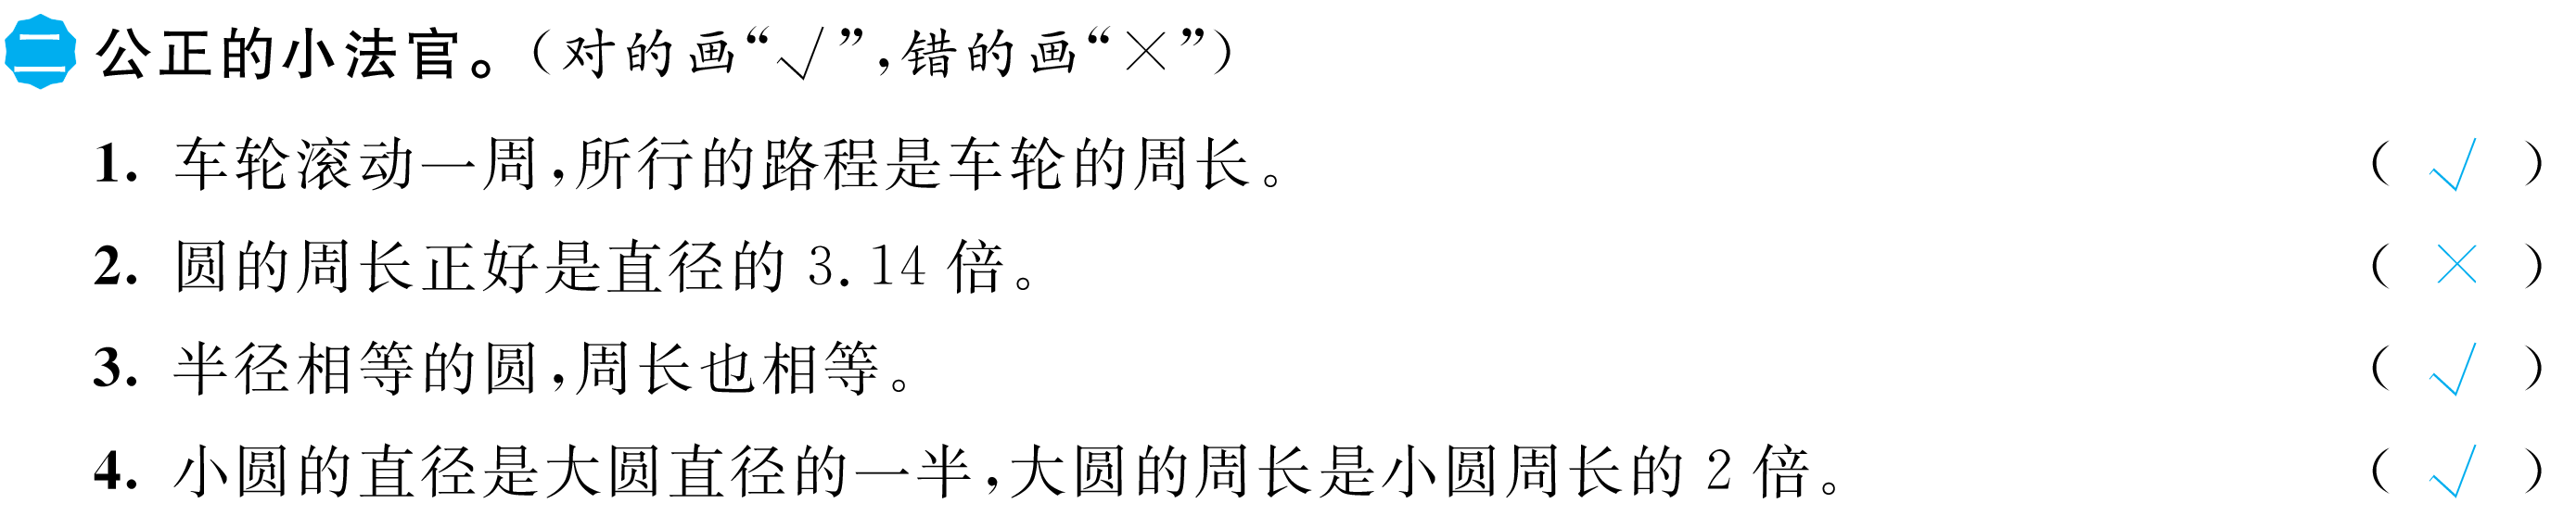 二 公正的小法官。(对的画“√”,错的画“×”)
1. 车轮滚动一周,所行的路程是车轮的周长。 ( √ )
2. 圆的周长正好是直径的 3.14 倍。 ( × )
3. 半径相等的圆,周长也相等。 ( √ )
4. 小圆的直径是大圆直径的一半,大圆的周长是小圆周长的 2 倍。 ( √ )